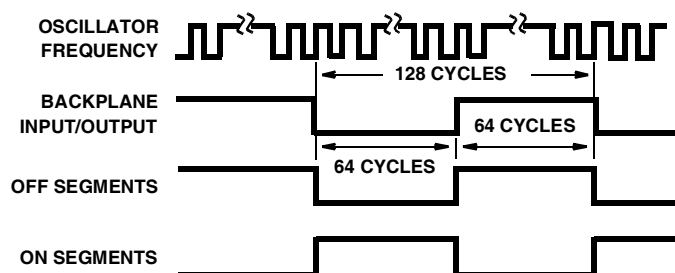 OSCILLATOR
FREQUENCY
128 CYCLES
BACKPLANE
INPUT/OUTPUT
64 CYCLES
64 CYCLES
OFF SEGMENTS
ON SEGMENTS